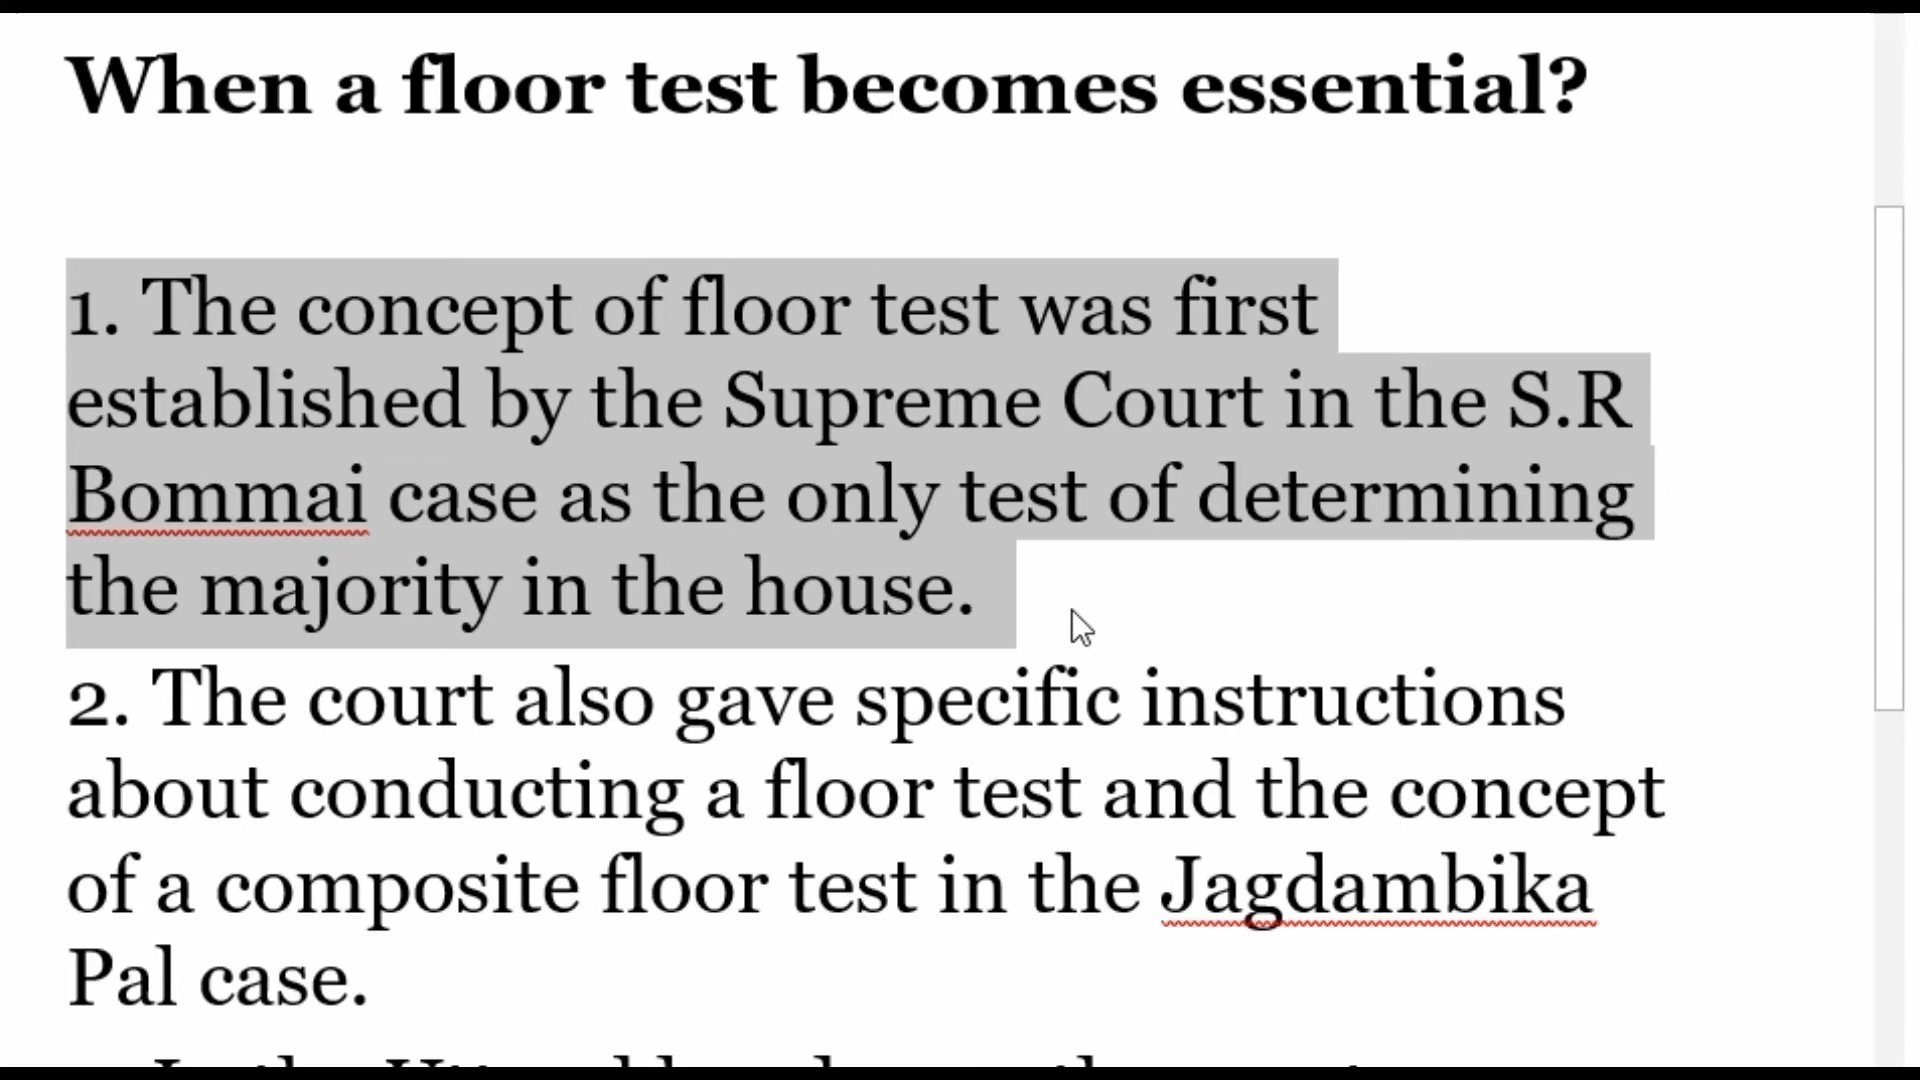 When a floor test becomes essential?
1. The concept of floor test was first
established by the Supreme Court in the S.R
Bommai case as the only test of determining
the majority in the house.
2. The court also gave specific instructions
about conducting a floor test and the concept
of a composite floor test in the Jagdambika
Pal case.